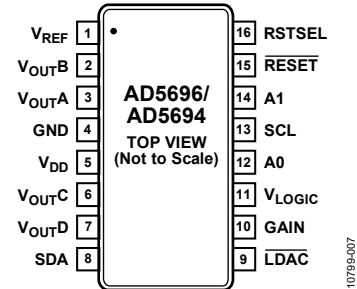 VREF 1
VOUTB 2
VOUTA 3
GND 4
VDD 5
VOUTC 6
VOUTD 7
SDA 8
AD5696/
AD5694
TOP VIEW
(Not to Scale)
16 RSTSEL
15 RESET
14 A1
13 SCL
12 A0
11 VLOGIC
10 GAIN
9 LDAC
10799-007